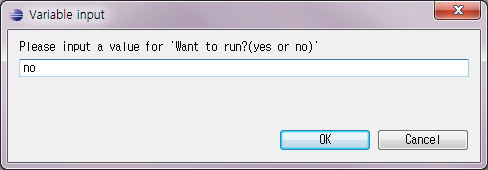 Variable input
Please input a value for 'Want to run?(yes or no)'
no
OK
Cancel